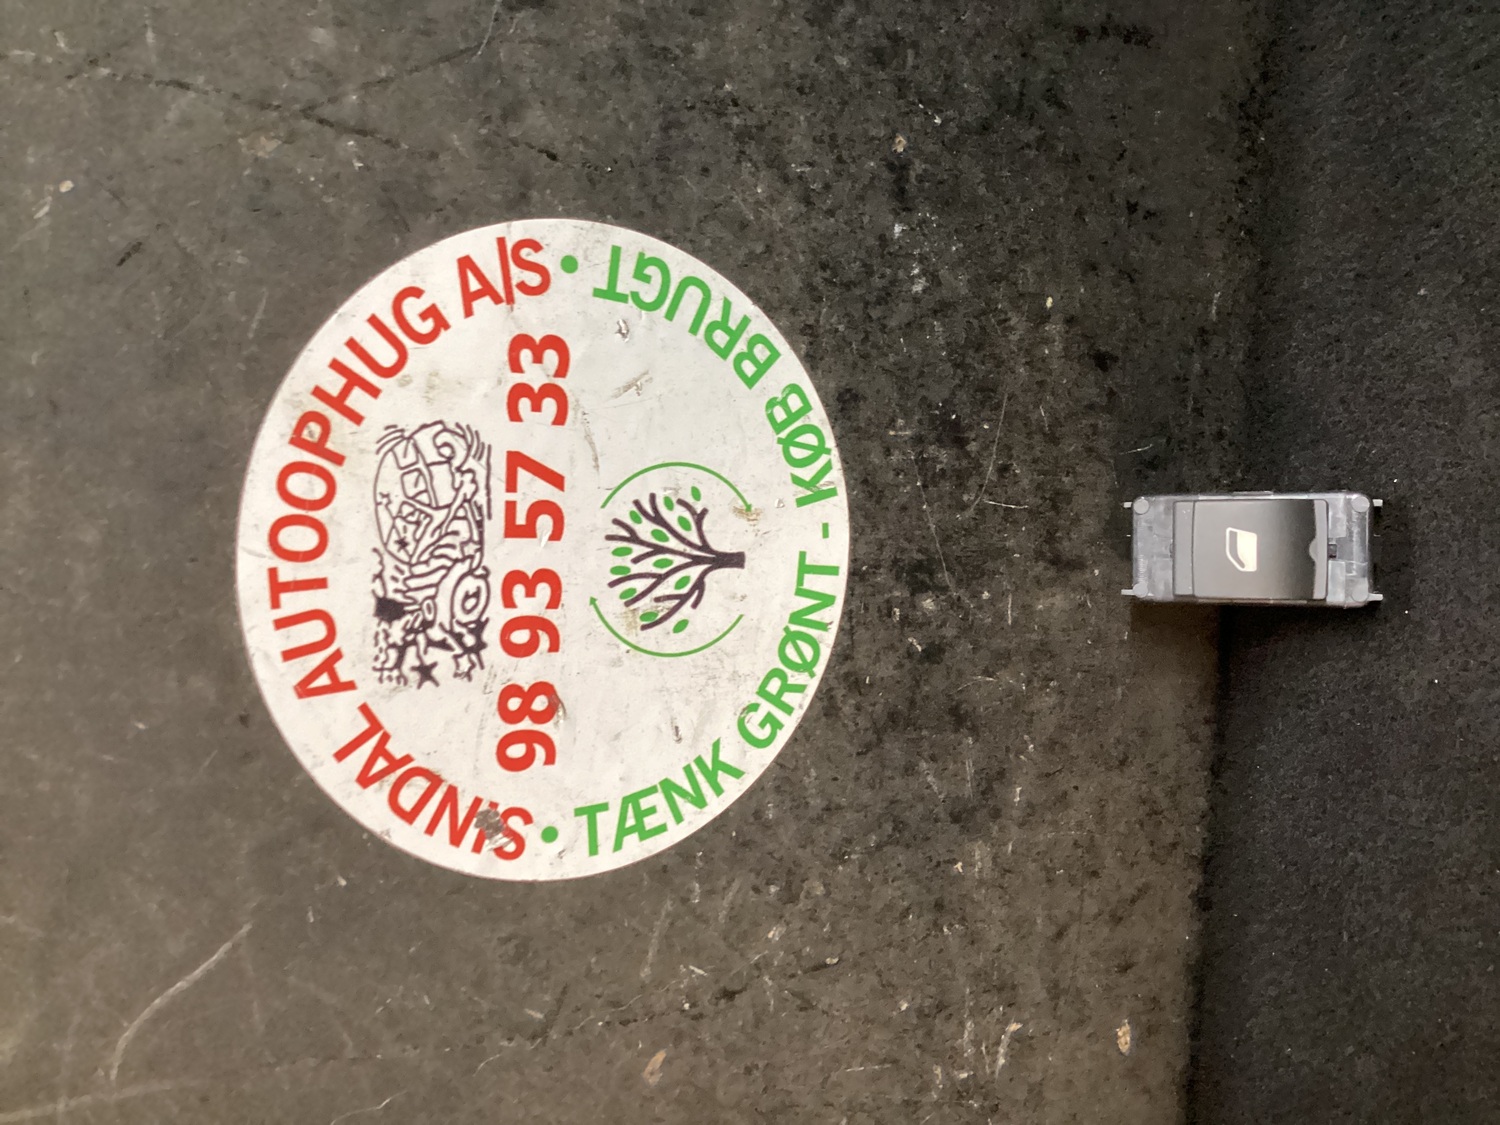 SINDAL AUTOOPHUG A/S
98 93 57 33
• TÆNK GRØNT - KØB BRUGT •